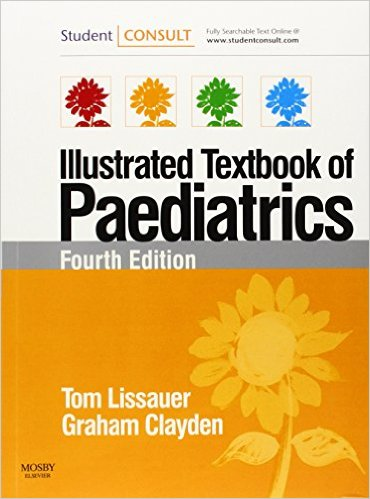 Student CONSULT
Fully Searchable Text Online @
www.studentconsult.com
Illustrated Textbook of
Paediatrics
Fourth Edition
Tom Lissauer
Graham Clayden
MOSBY
ELSEVIER